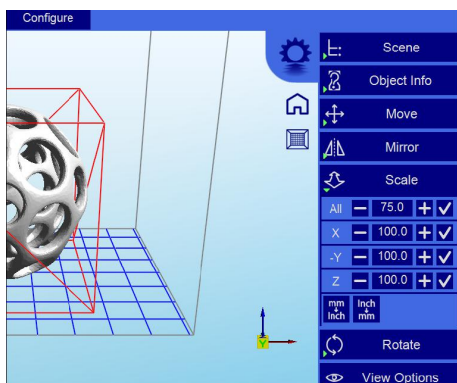 Configure
Scene
Object Info
Move
Mirror
Scale
All 75.0
X 100.0
-Y 100.0
Z 100.0
mm Inch
Inch mm
Rotate
View Options
Y